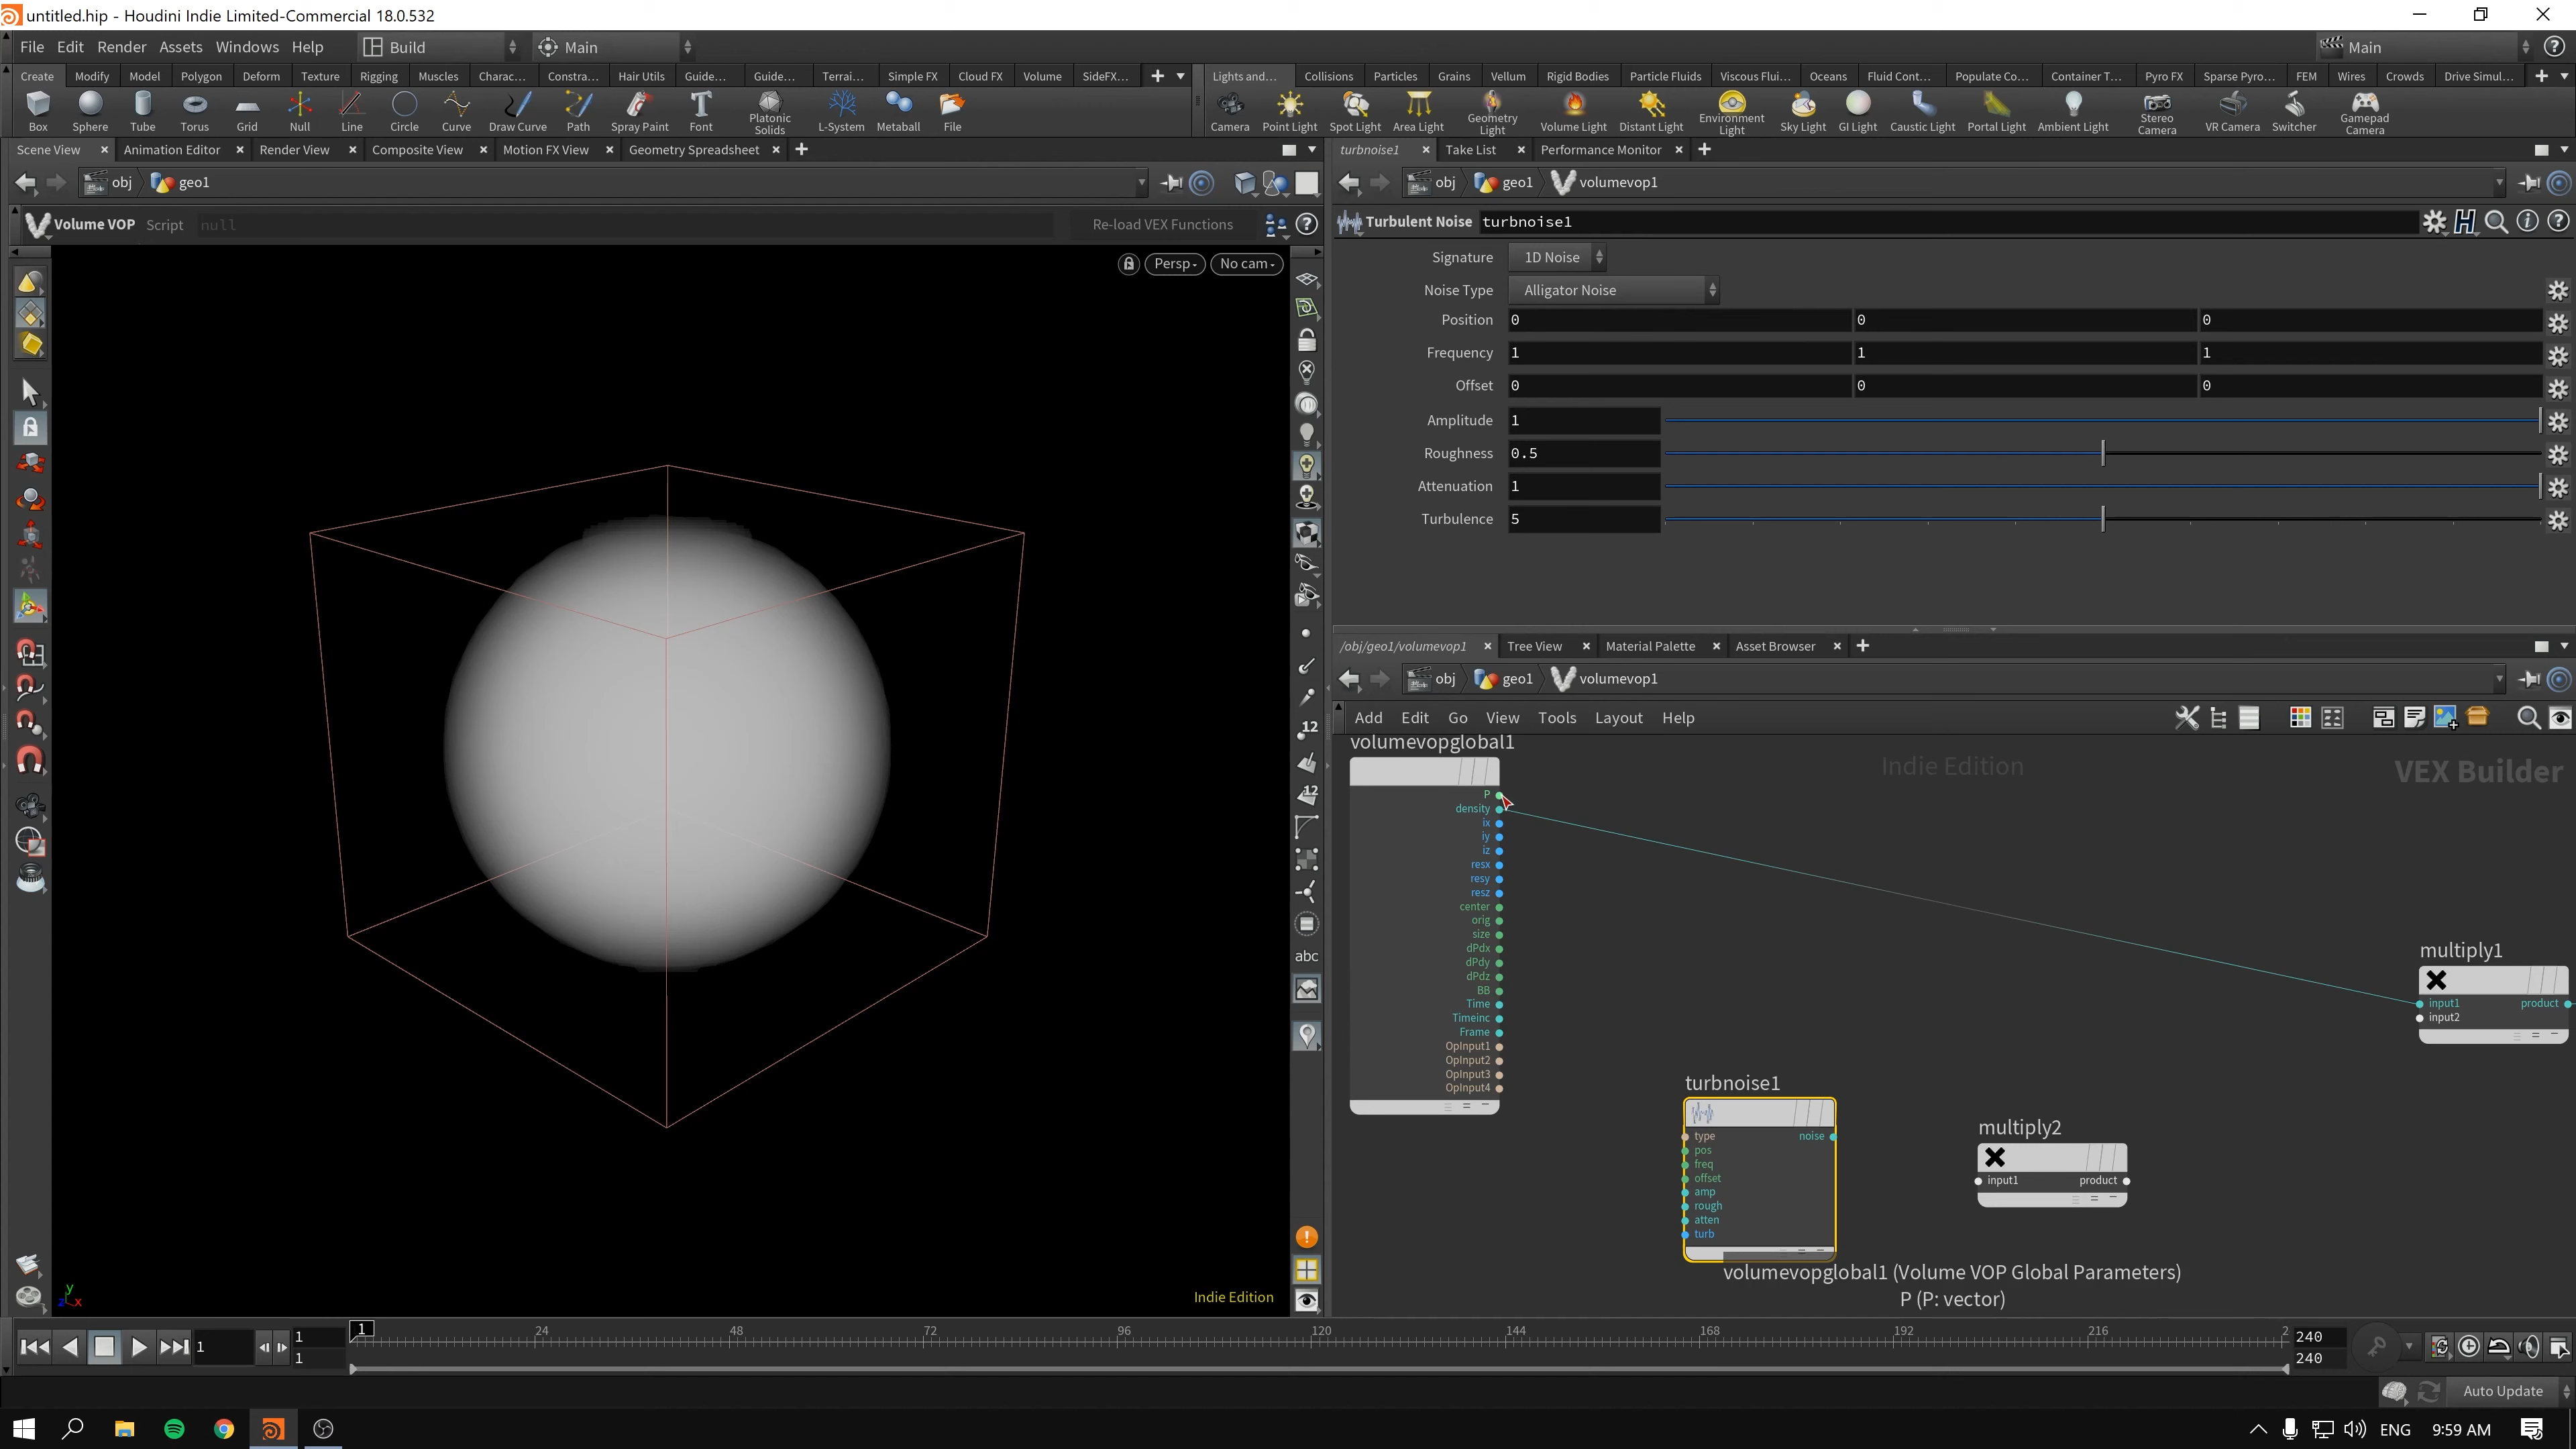 untitled.hip - Houdini Indie Limited-Commercial 18.0.532
File Edit Render Assets Windows Help Build Main Main
Create Modify Model Polygon Deform Texture Rigging Muscles Charac... Constra... Hair Utils Guide... Guide... Terrai... Simple FX Cloud FX Volume SideFX...
Lights and... Collisions Particles Grains Vellum Rigid Bodies Particle Fluids Viscous Flui... Oceans Fluid Cont... Populate Co... Container T... Pyro FX Sparse Pyro... FEM Wires Crowds Drive Simul...
Box Sphere Tube Torus Grid Null Line Circle Curve Draw Curve Path Spray Paint Font Platonic Solids L-System Metaball File
Camera Point Light Spot Light Area Light Geometry Light Volume Light Distant Light Environment Light Sky Light GI Light Caustic Light Portal Light Ambient Light Stereo Camera VR Camera Switcher Gamepad Camera
Scene View Animation Editor Render View Composite View Motion FX View Geometry Spreadsheet
turbnoise1 Take List Performance Monitor
obj geo1
obj geo1 volumevop1
Volume VOP Script null Re-load VEX Functions
Turbulent Noise turbnoise1
Persp No cam
Signature 1D Noise
Noise Type Alligator Noise
Position 0 0 0
Frequency 1 1 1
Offset 0 0 0
Amplitude 1
Roughness 0.5
Attenuation 1
Turbulence 5
12
12
abc
y
z x
Indie Edition
/obj/geo1/volumevop1 Tree View Material Palette Asset Browser
obj geo1 volumevop1
Add Edit Go View Tools Layout Help
Indie Edition
VEX Builder
volumevopglobal1
P
density
ix
iy
iz
resx
resy
resz
center
orig
size
dPdx
dPdy
dPdz
BB
Time
Timeinc
Frame
OpInput1
OpInput2
OpInput3
OpInput4
multiply1
input1 product
input2
turbnoise1
type noise
pos
freq
offset
amp
rough
atten
turb
multiply2
input1 product
volumevopglobal1 (Volume VOP Global Parameters)
P (P: vector)
1 1 1 1 24 48 72 96 120 144 168 192 216 2 240
240
Auto Update
ENG 9:59 AM